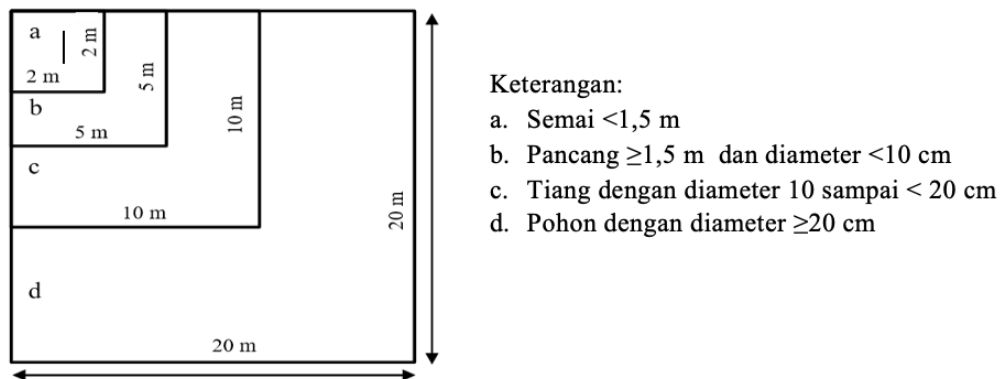 a
2 m
2 m
b
5 m
5 m
c
10 m
10 m
d
20 m
20 m
Keterangan:
a. Semai <1,5 m
b. Pancang ≥1,5 m dan diameter <10 cm
c. Tiang dengan diameter 10 sampai < 20 cm
d. Pohon dengan diameter ≥20 cm